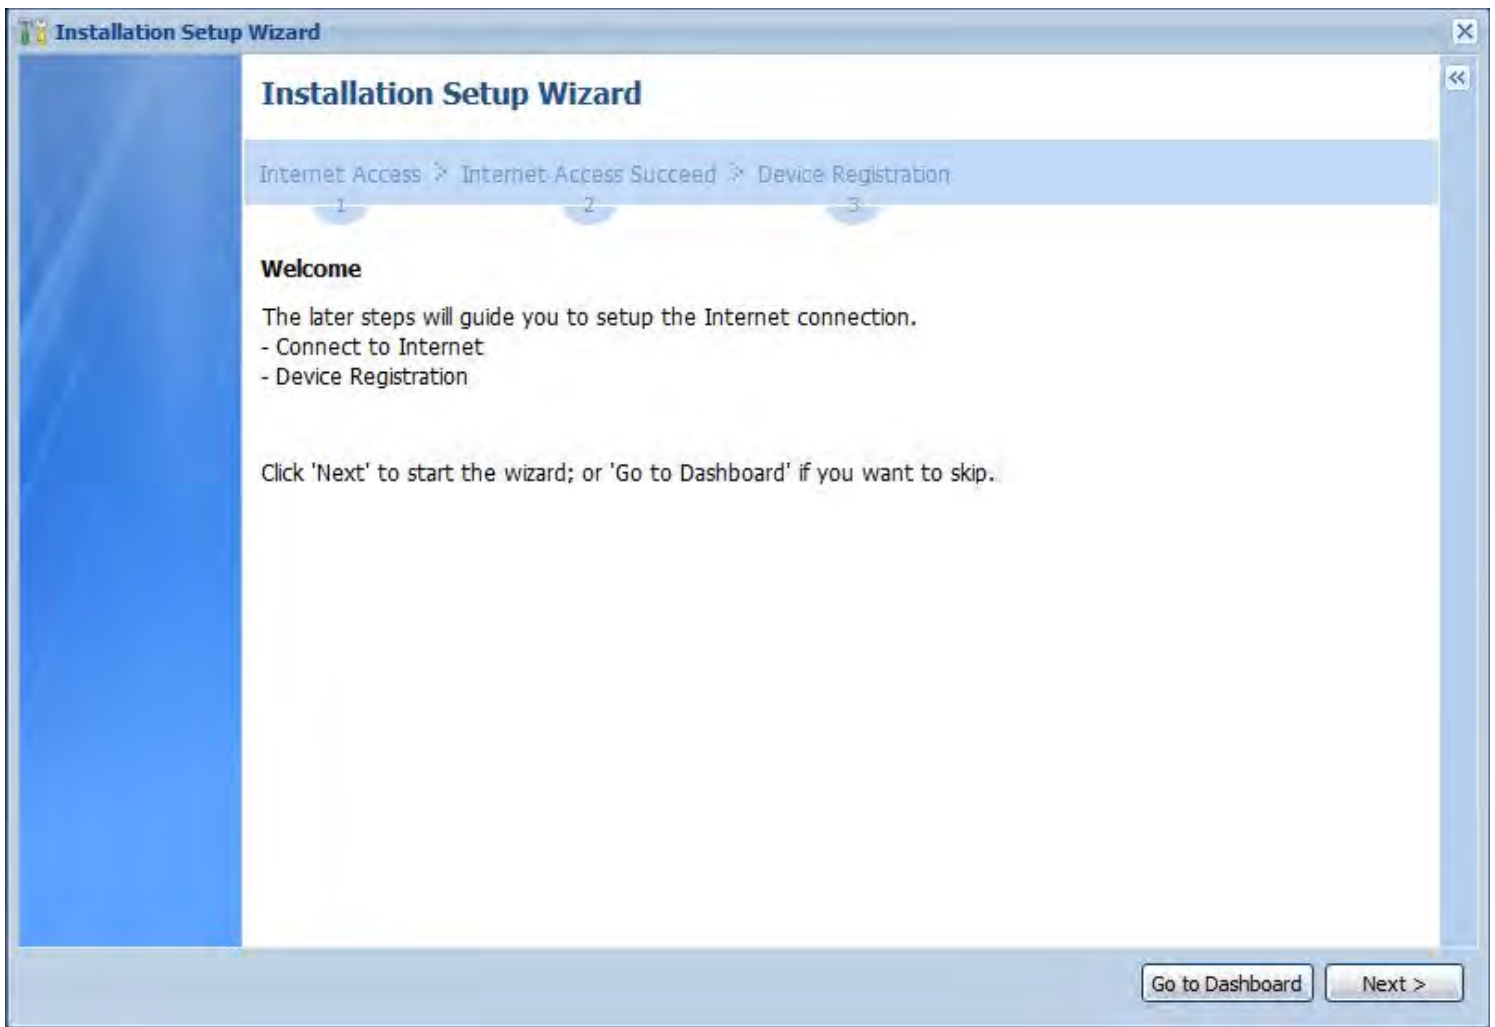 Installation Setup Wizard
Installation Setup Wizard
Internet Access > Internet Access Succeed > Device Registration
1 2 3
Welcome
The later steps will guide you to setup the Internet connection.
- Connect to Internet
- Device Registration
Click 'Next' to start the wizard; or 'Go to Dashboard' if you want to skip.
Go to Dashboard Next >